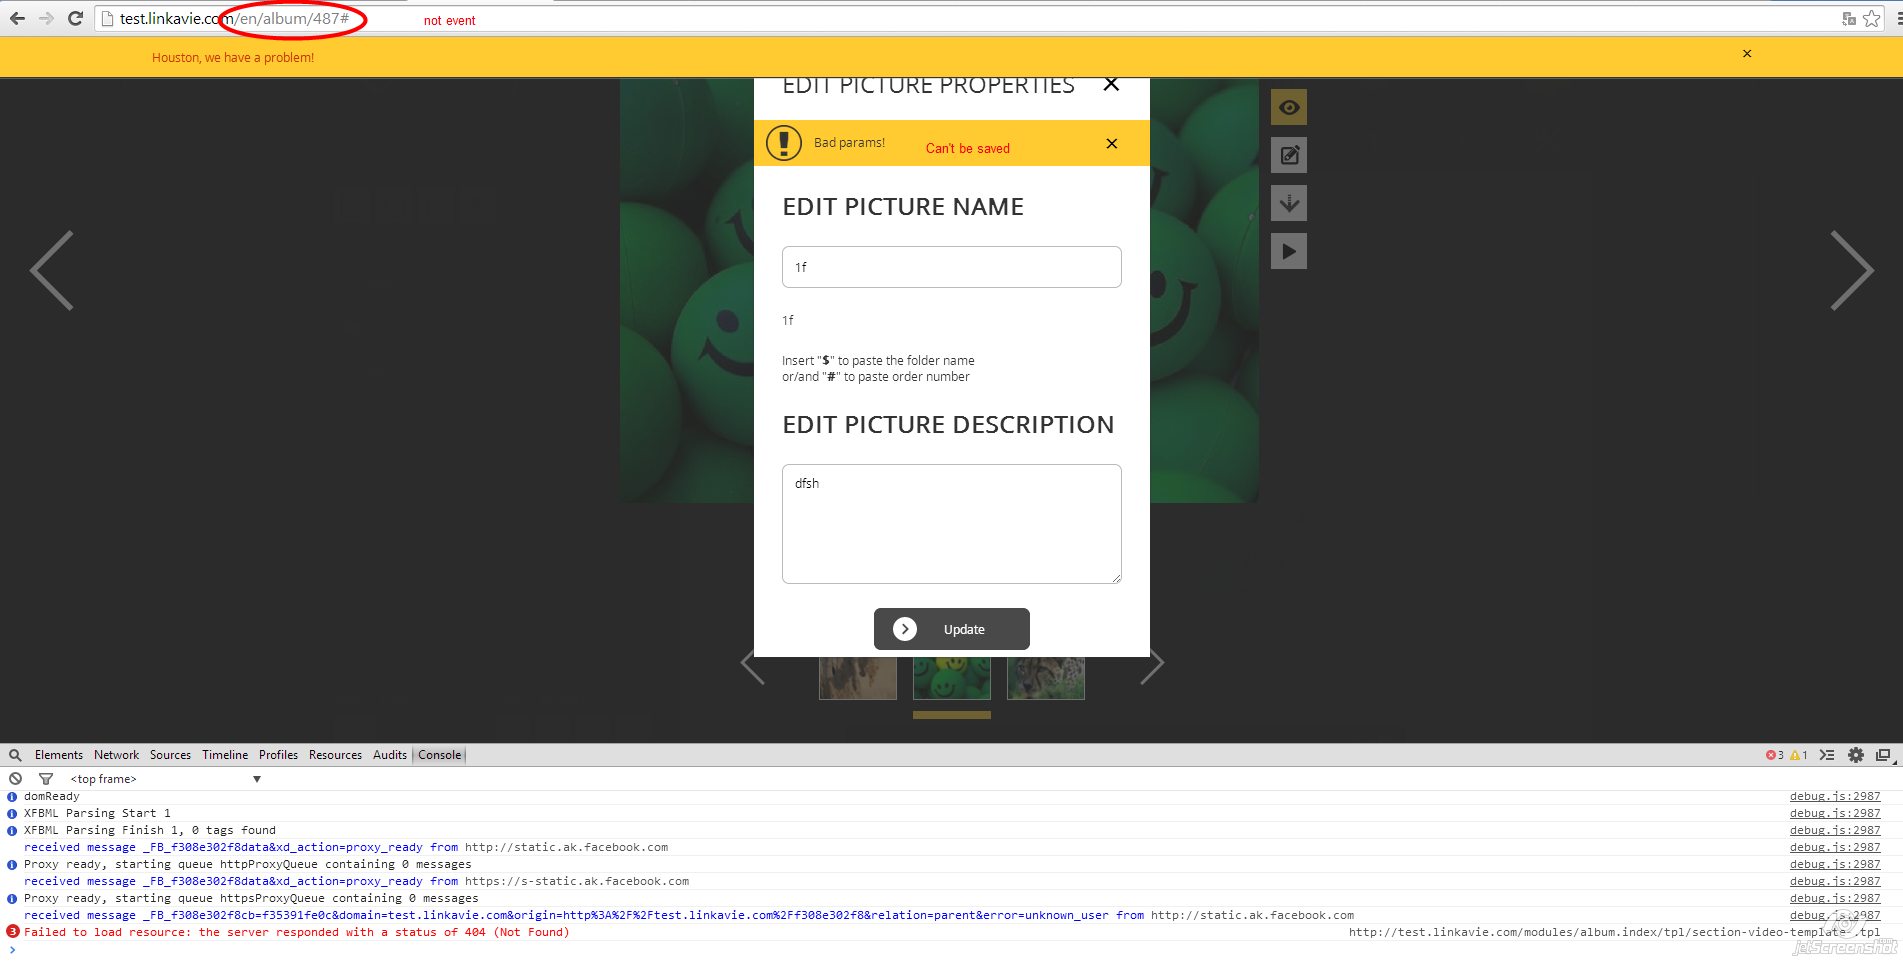 test.linkavie.com/en/album/487#
not event
Houston, we have a problem!
EDIT PICTURE PROPERTIES
Bad params!
Can't be saved
EDIT PICTURE NAME
1f
1f
Insert "$" to paste the folder name
or/and "#" to paste order number
EDIT PICTURE DESCRIPTION
dfsh
Update
Elements Network Sources Timeline Profiles Resources Audits Console 3 1
<top frame>
domReady debug.js:2987
XFBML Parsing Start 1 debug.js:2987
XFBML Parsing Finish 1, 0 tags found debug.js:2987
received message _FB_f308e302f8data&xd_action=proxy_ready from http://static.ak.facebook.com debug.js:2987
Proxy ready, starting queue httpProxyQueue containing 0 messages debug.js:2987
received message _FB_f308e302f8data&xd_action=proxy_ready from https://s-static.ak.facebook.com debug.js:2987
Proxy ready, starting queue httpsProxyQueue containing 0 messages debug.js:2987
received message _FB_f308e302f8cb=f35391fe0c&domain=test.linkavie.com&origin=http%3A%2F%2Ftest.linkavie.com%2Ff308e302f8&relation=parent&error=unknown_user from http://static.ak.facebook.com debug.js:2987
3 Failed to load resource: the server responded with a status of 404 (Not Found) http://test.linkavie.com/modules/album.index/tpl/section-video-template-.tpl
jetScreenshot